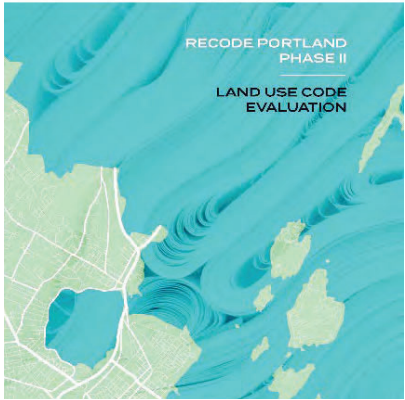 RECODE PORTLAND
PHASE II
LAND USE CODE
EVALUATION